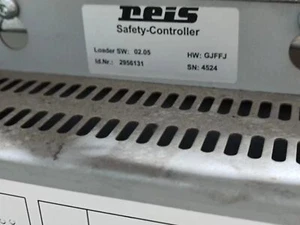 reis
Safety-Controller
Loader SW: 02.05 HW: GJFFJ
Id.Nr.: 2956131 SN: 4524